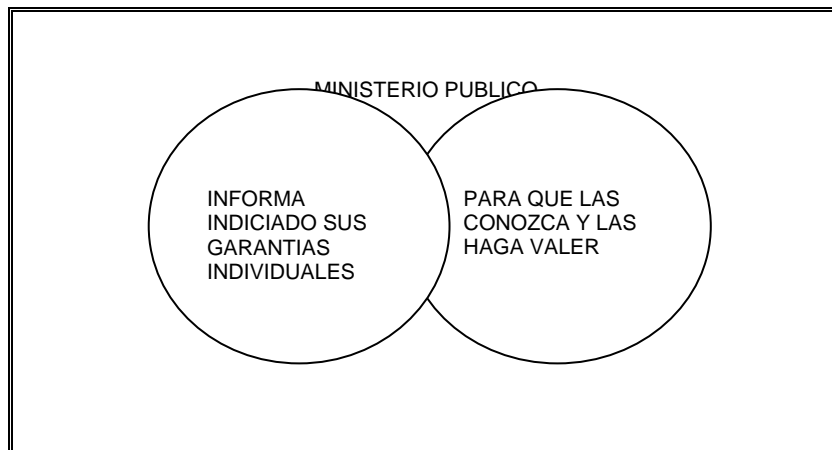 MINISTERIO PUBLICO
INFORMA
INDICIADO SUS
GARANTIAS
INDIVIDUALES
PARA QUE LAS
CONOZCA Y LAS
HAGA VALER